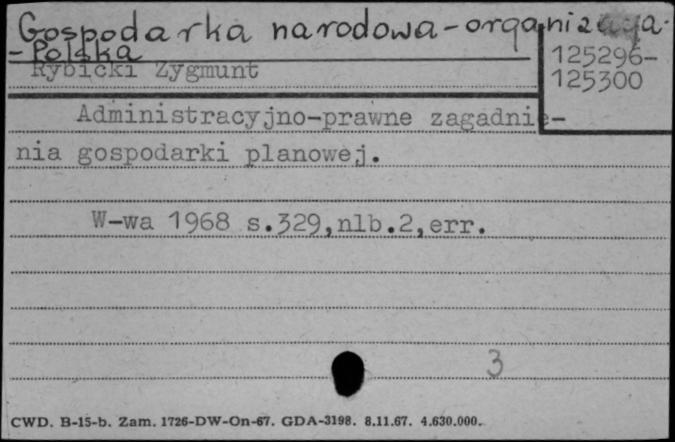 Gospodarka narodowa-organizacja-
-Polska
125296-
125300
Rybicki Zygmunt
Administracyjno-prawne zagadnie-
nia gospodarki planowej.
W-wa 1968 s.329,nlb.2,err.
3
CWD. B-15-b. Zam. 1726-DW-On-67. GDA-3198. 8.11.67. 4.630.000.